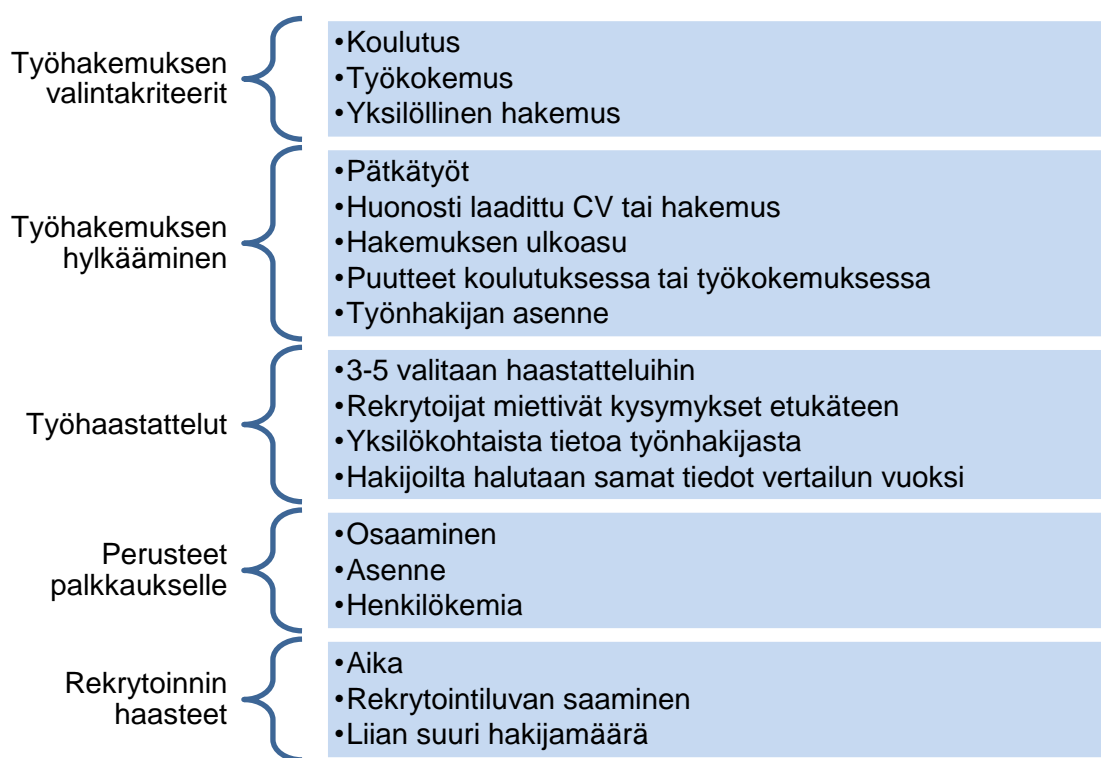 Työhakemuksen
valintakriteerit
•Koulutus
•Työkokemus
•Yksilöllinen hakemus
Työhakemuksen
hylkääminen
•Pätkätyöt
•Huonosti laadittu CV tai hakemus
•Hakemuksen ulkoasu
•Puutteet koulutuksessa tai työkokemuksessa
•Työnhakijan asenne
Työhaastattelut
•3-5 valitaan haastatteluihin
•Rekrytoijat miettivät kysymykset etukäteen
•Yksilökohtaista tietoa työnhakijasta
•Hakijoilta halutaan samat tiedot vertailun vuoksi
Perusteet
palkkaukselle
•Osaaminen
•Asenne
•Henkilökemia
Rekrytoinnin
haasteet
•Aika
•Rekrytointiluvan saaminen
•Liian suuri hakijamäärä